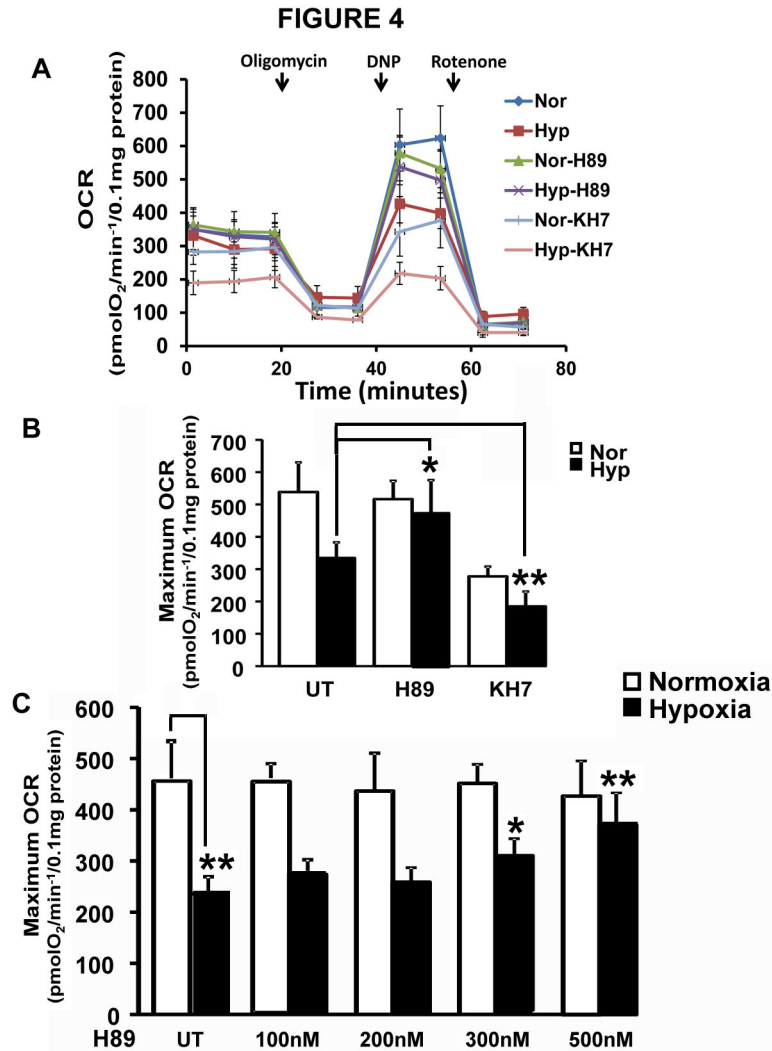 FIGURE 4
A
Oligomycin DNP Rotenone
OCR
(pmolO₂/min⁻¹/0.1mg protein)
800
700
600
500
400
300
200
100
0
0 20 40 60 80
Time (minutes)
Nor
Hyp
Nor-H89
Hyp-H89
Nor-KH7
Hyp-KH7
B
Maximum OCR
(pmolO₂/min⁻¹/0.1mg protein)
700
600
500
400
300
200
100
0
* 
**
Nor
Hyp
UT H89 KH7
C
Normoxia
Hypoxia
Maximum OCR
(pmolO₂/min⁻¹/0.1mg protein)
600
500
400
300
200
100
0
**
*
**
H89 UT 100nM 200nM 300nM 500nM